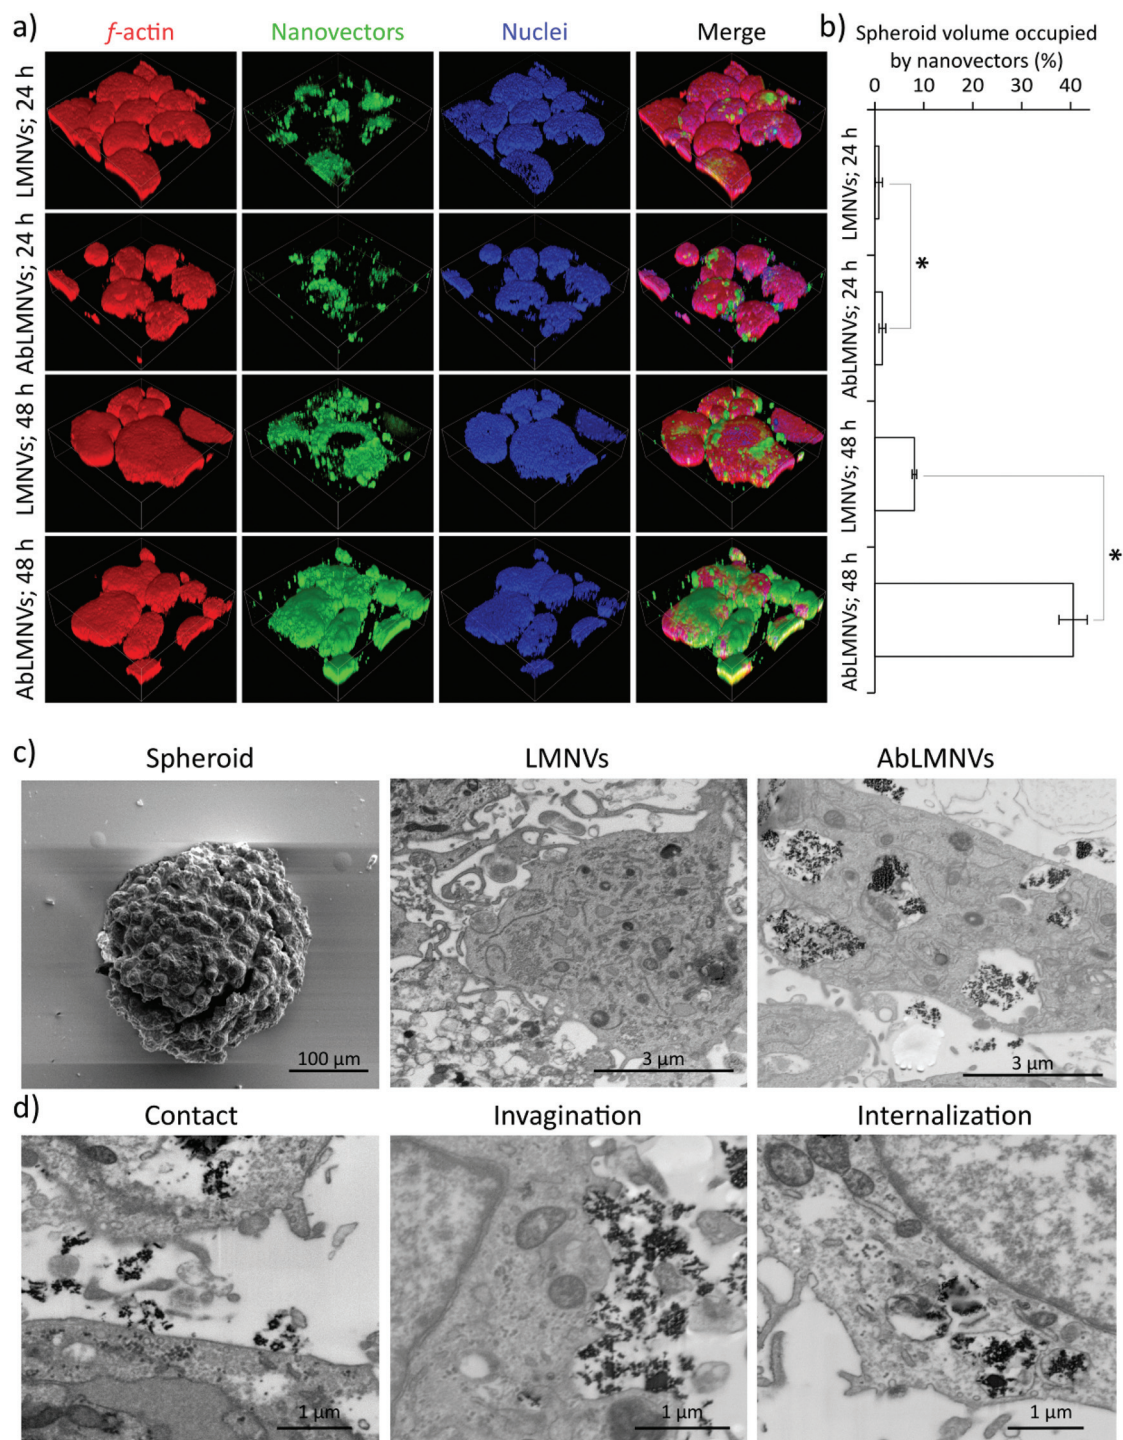 a)
f-actin
Nanovectors
Nuclei
Merge
LMNVs; 24 h
AbLMNVs; 24 h
LMNVs; 48 h
AbLMNVs; 48 h
b)
Spheroid volume occupied
by nanovectors (%)
0 10 20 30 40
LMNVs; 24 h
AbLMNVs; 24 h
LMNVs; 48 h
AbLMNVs; 48 h
*
*
c)
Spheroid
LMNVs
AbLMNVs
100 μm
3 μm
3 μm
d)
Contact
Invagination
Internalization
1 μm
1 μm
1 μm